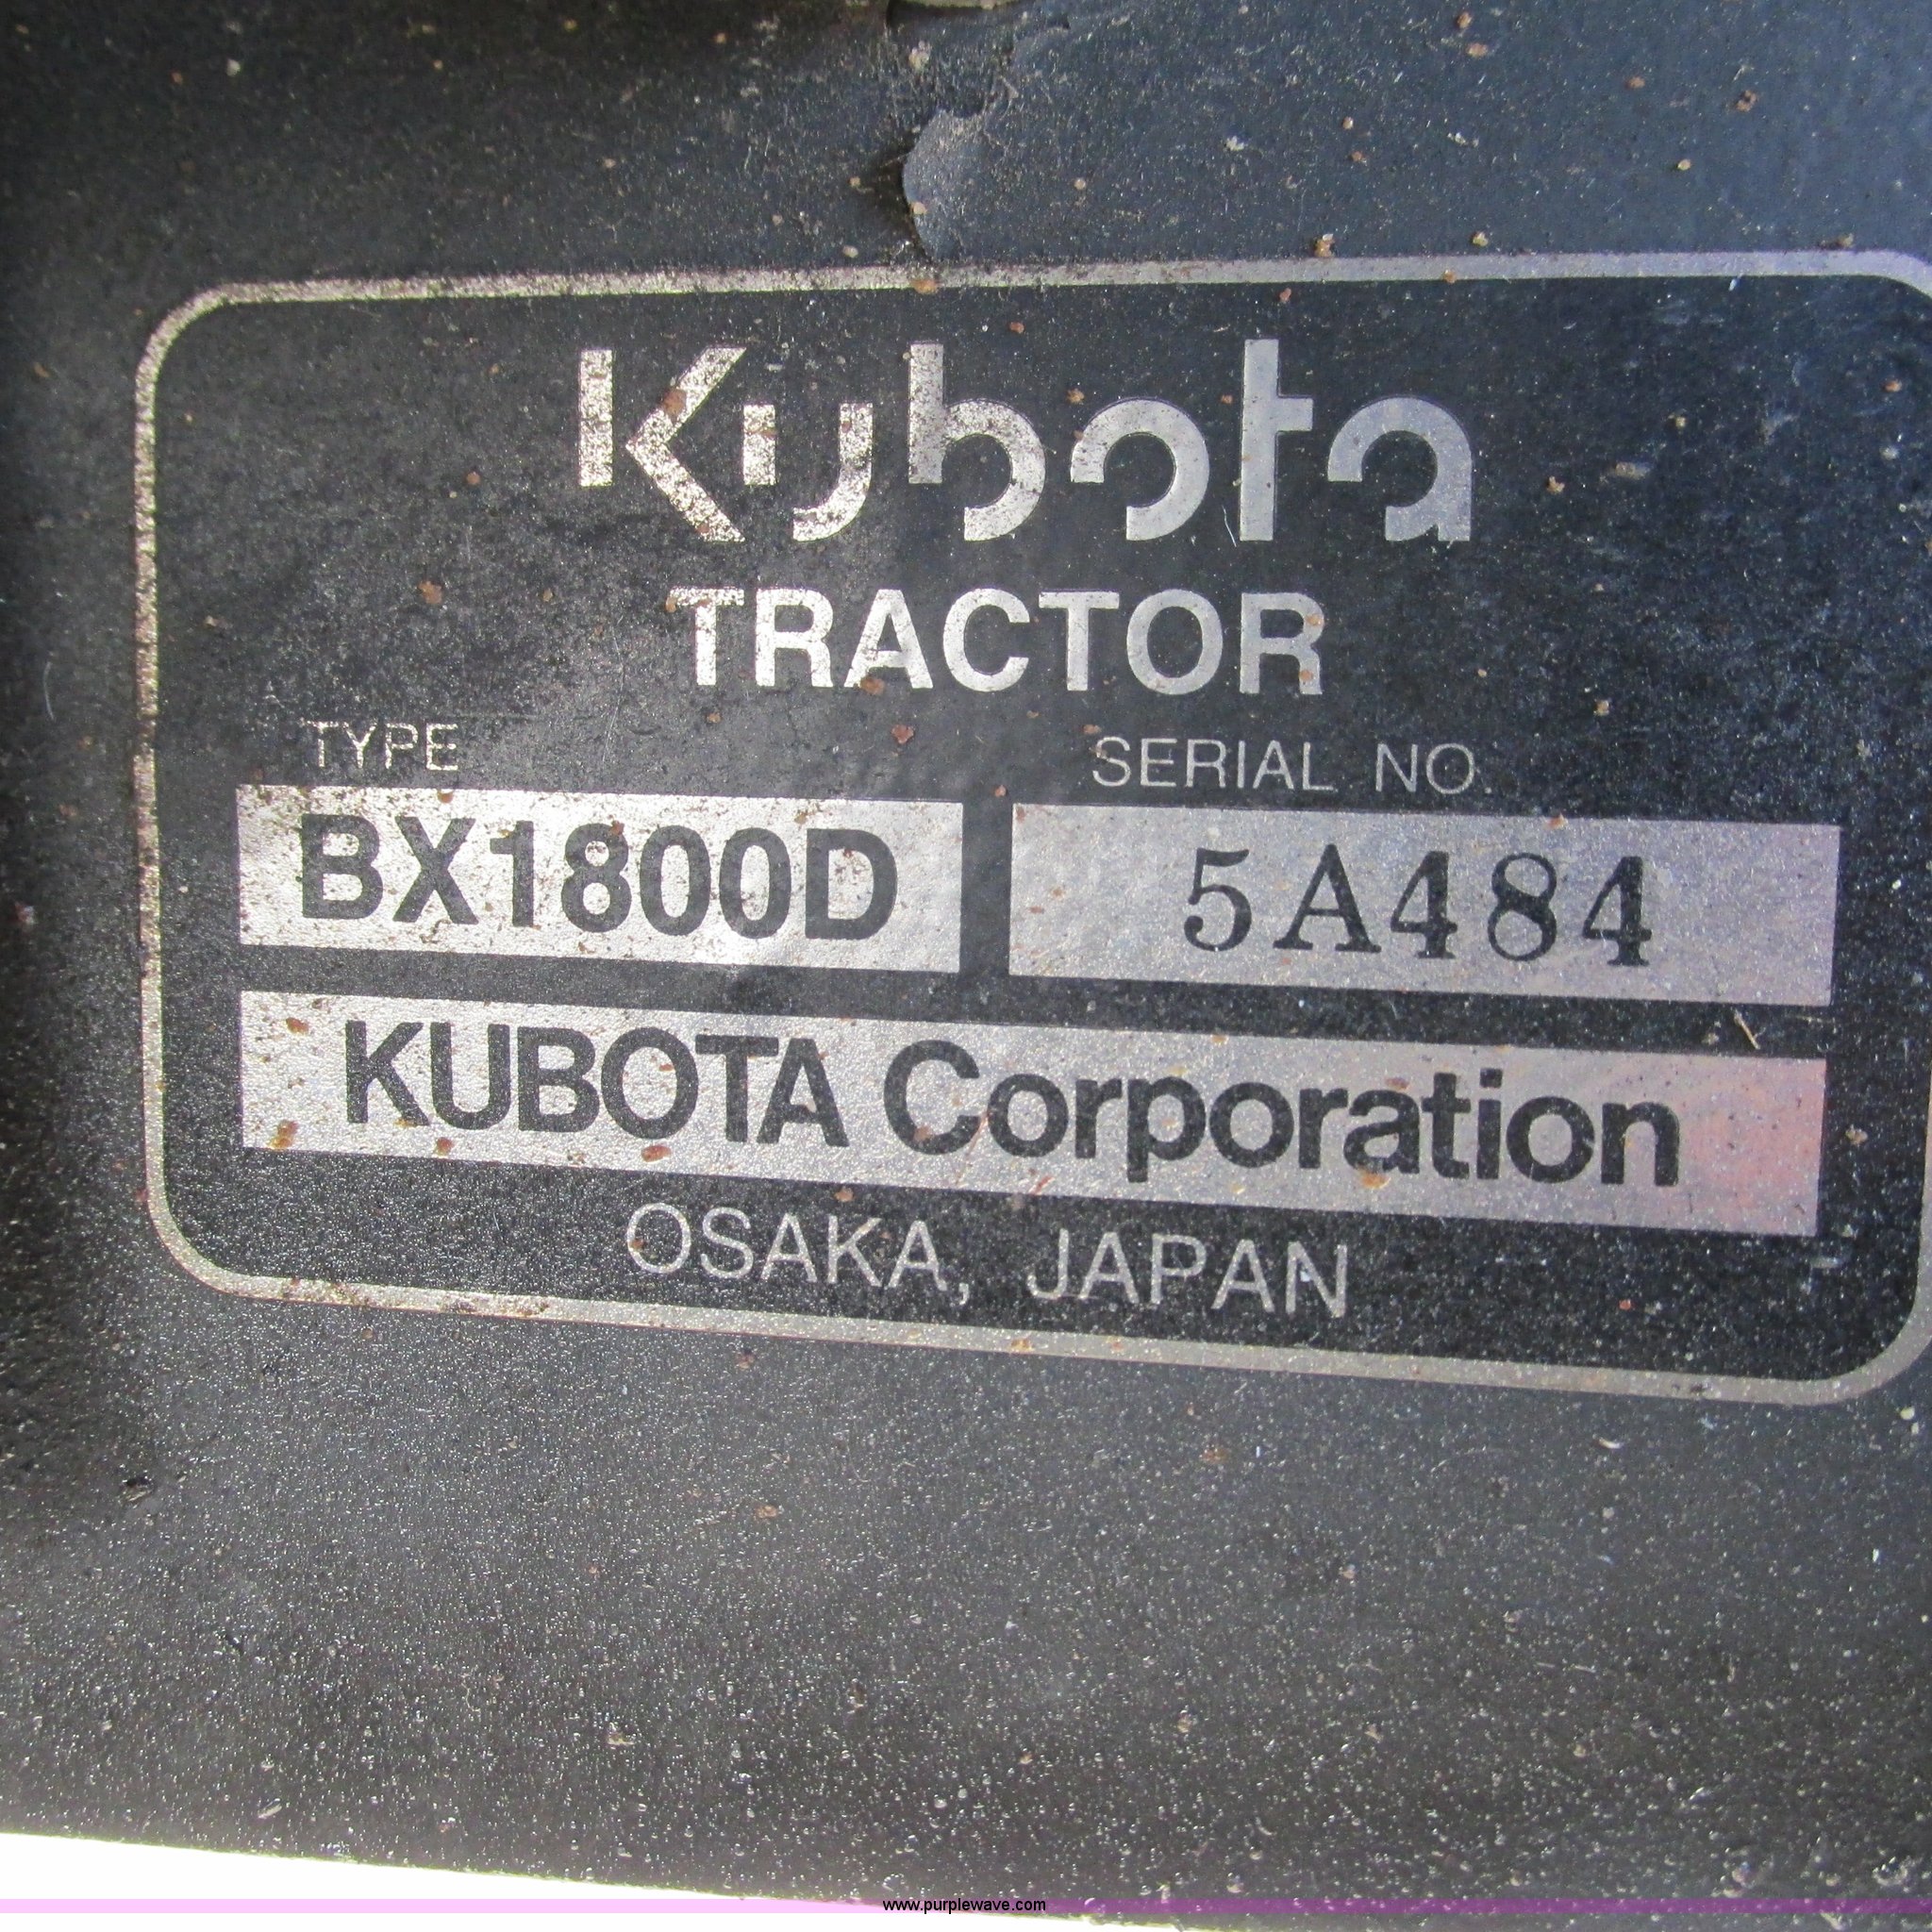 Kubota
TRACTOR
TYPE SERIAL NO.
BX1800D 5A484
KUBOTA Corporation
OSAKA, JAPAN
www.purplewave.com